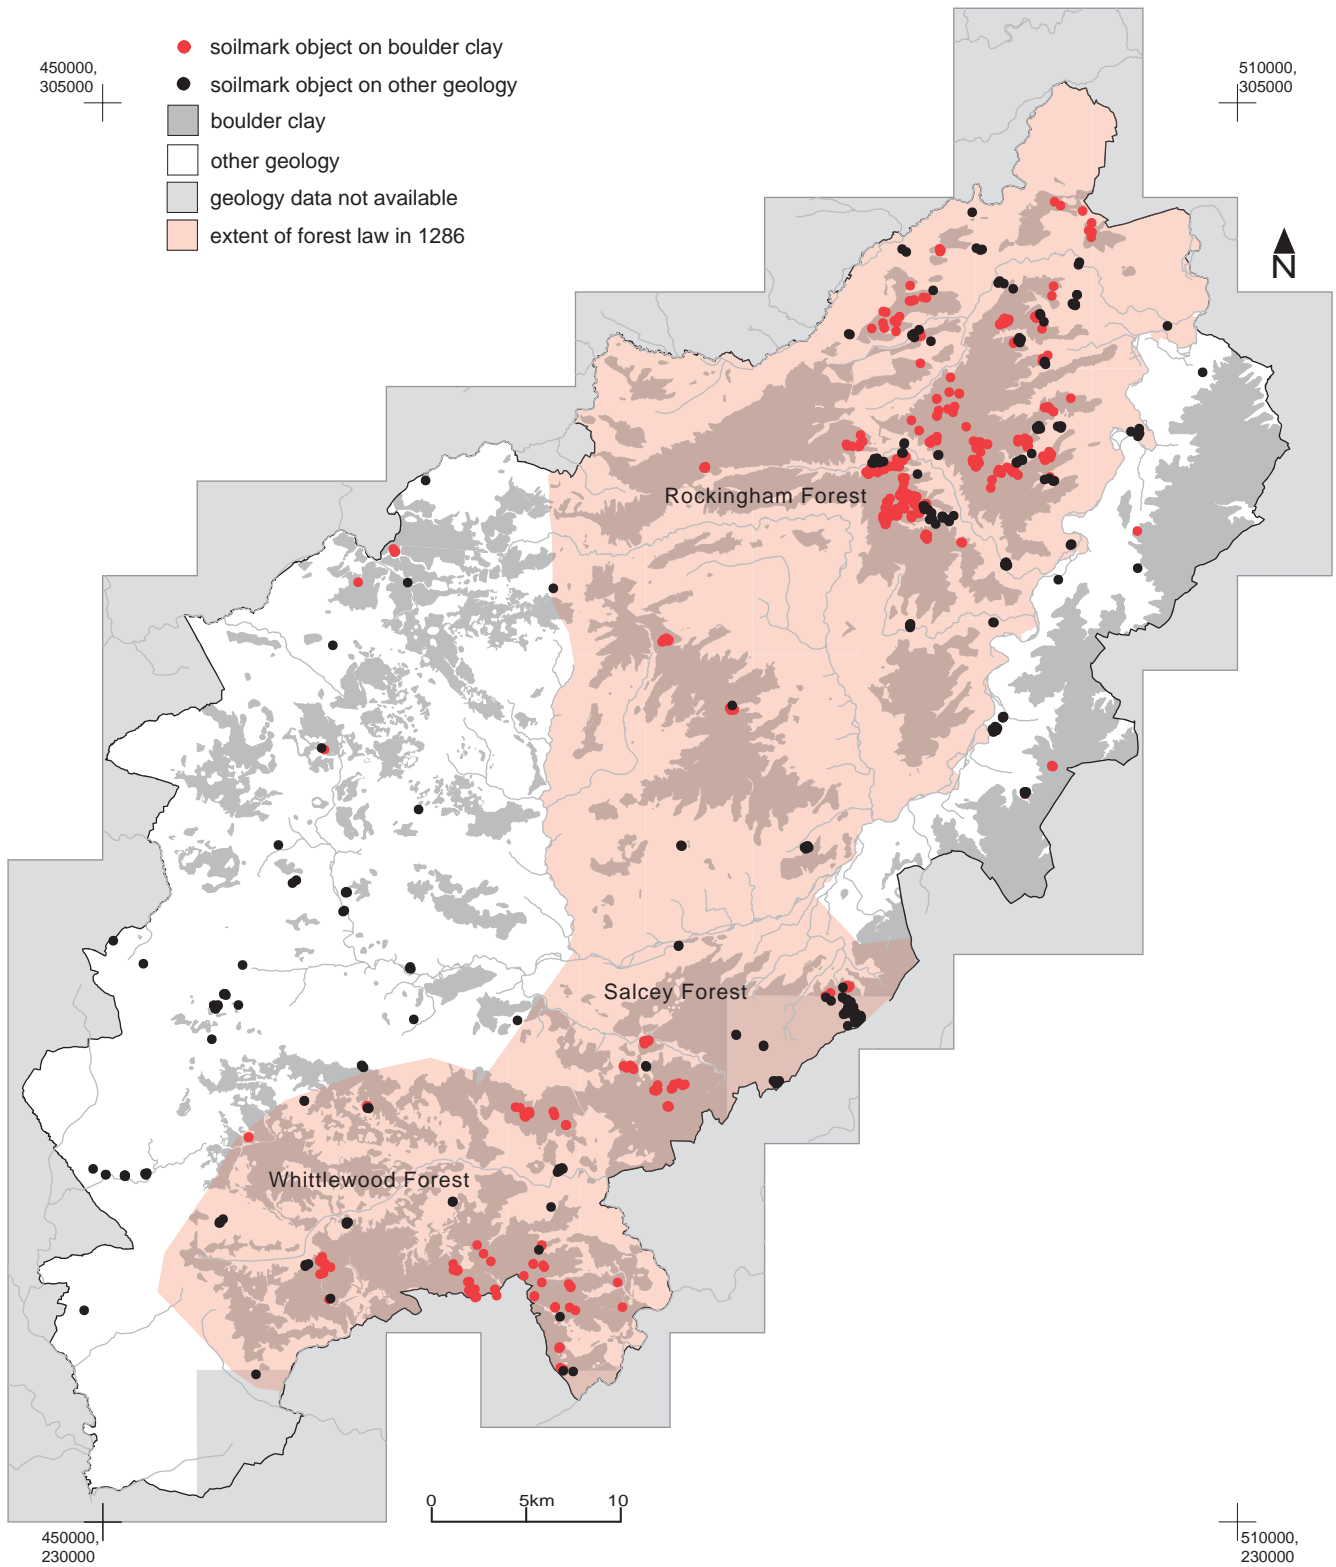 soilmark object on boulder clay
450000,
305000
soilmark object on other geology
510000,
305000
boulder clay
other geology
geology data not available
extent of forest law in 1286
N
Rockingham Forest
Salcey Forest
Whittlewood Forest
0 5km 10
450000,
230000
510000,
230000